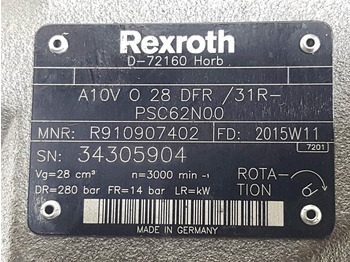 Rexroth
D-72160 Horb
A10V O 28 DFR /31R-
PSC62N00
MNR: R910907402 FD: 2015W11
7201
SN: 34305904
Vg=28 cm³ n=3000 min⁻¹ ROTA-
DR=280 bar FR=14 bar LR=kW TION
MADE IN GERMANY